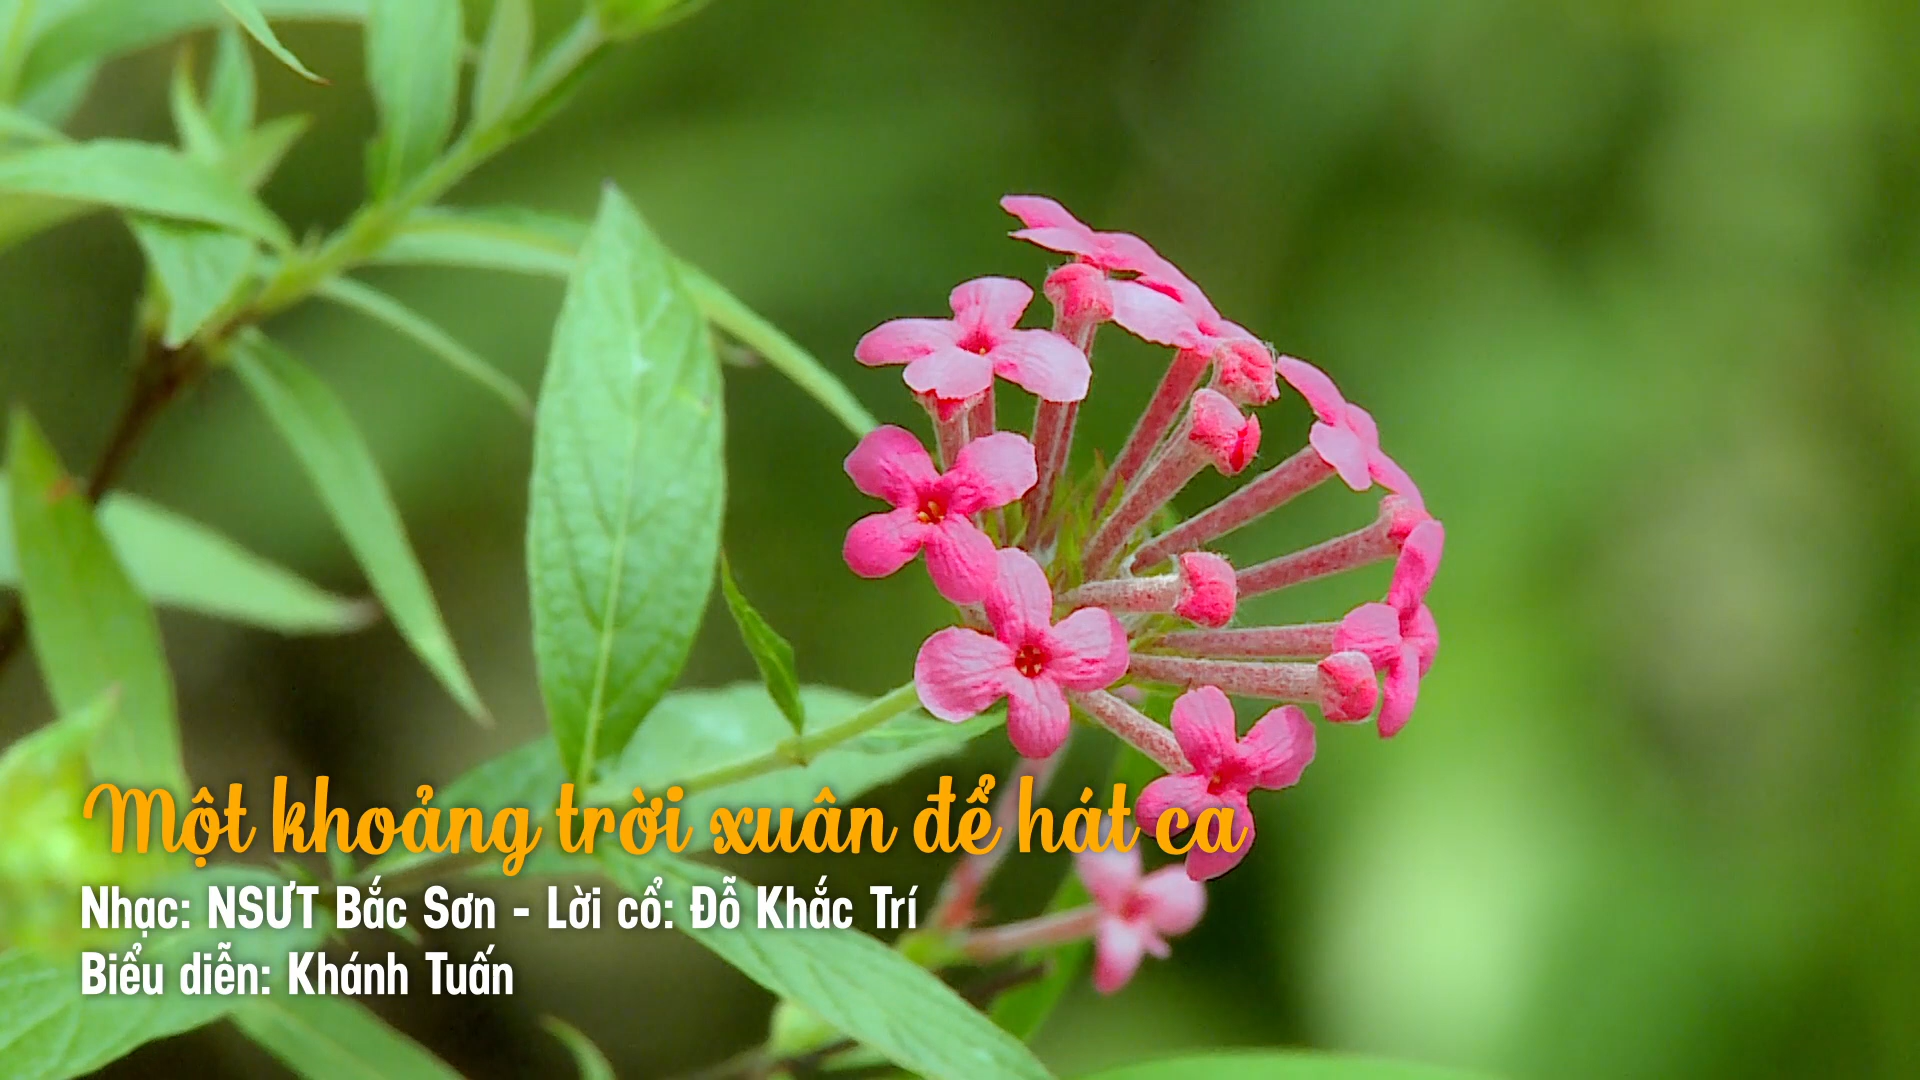 Một khoảng trời xuân để hát ca
Nhạc: NSƯT Bắc Sơn - Lời cổ: Đỗ Khắc Trí
Biểu diễn: Khánh Tuấn